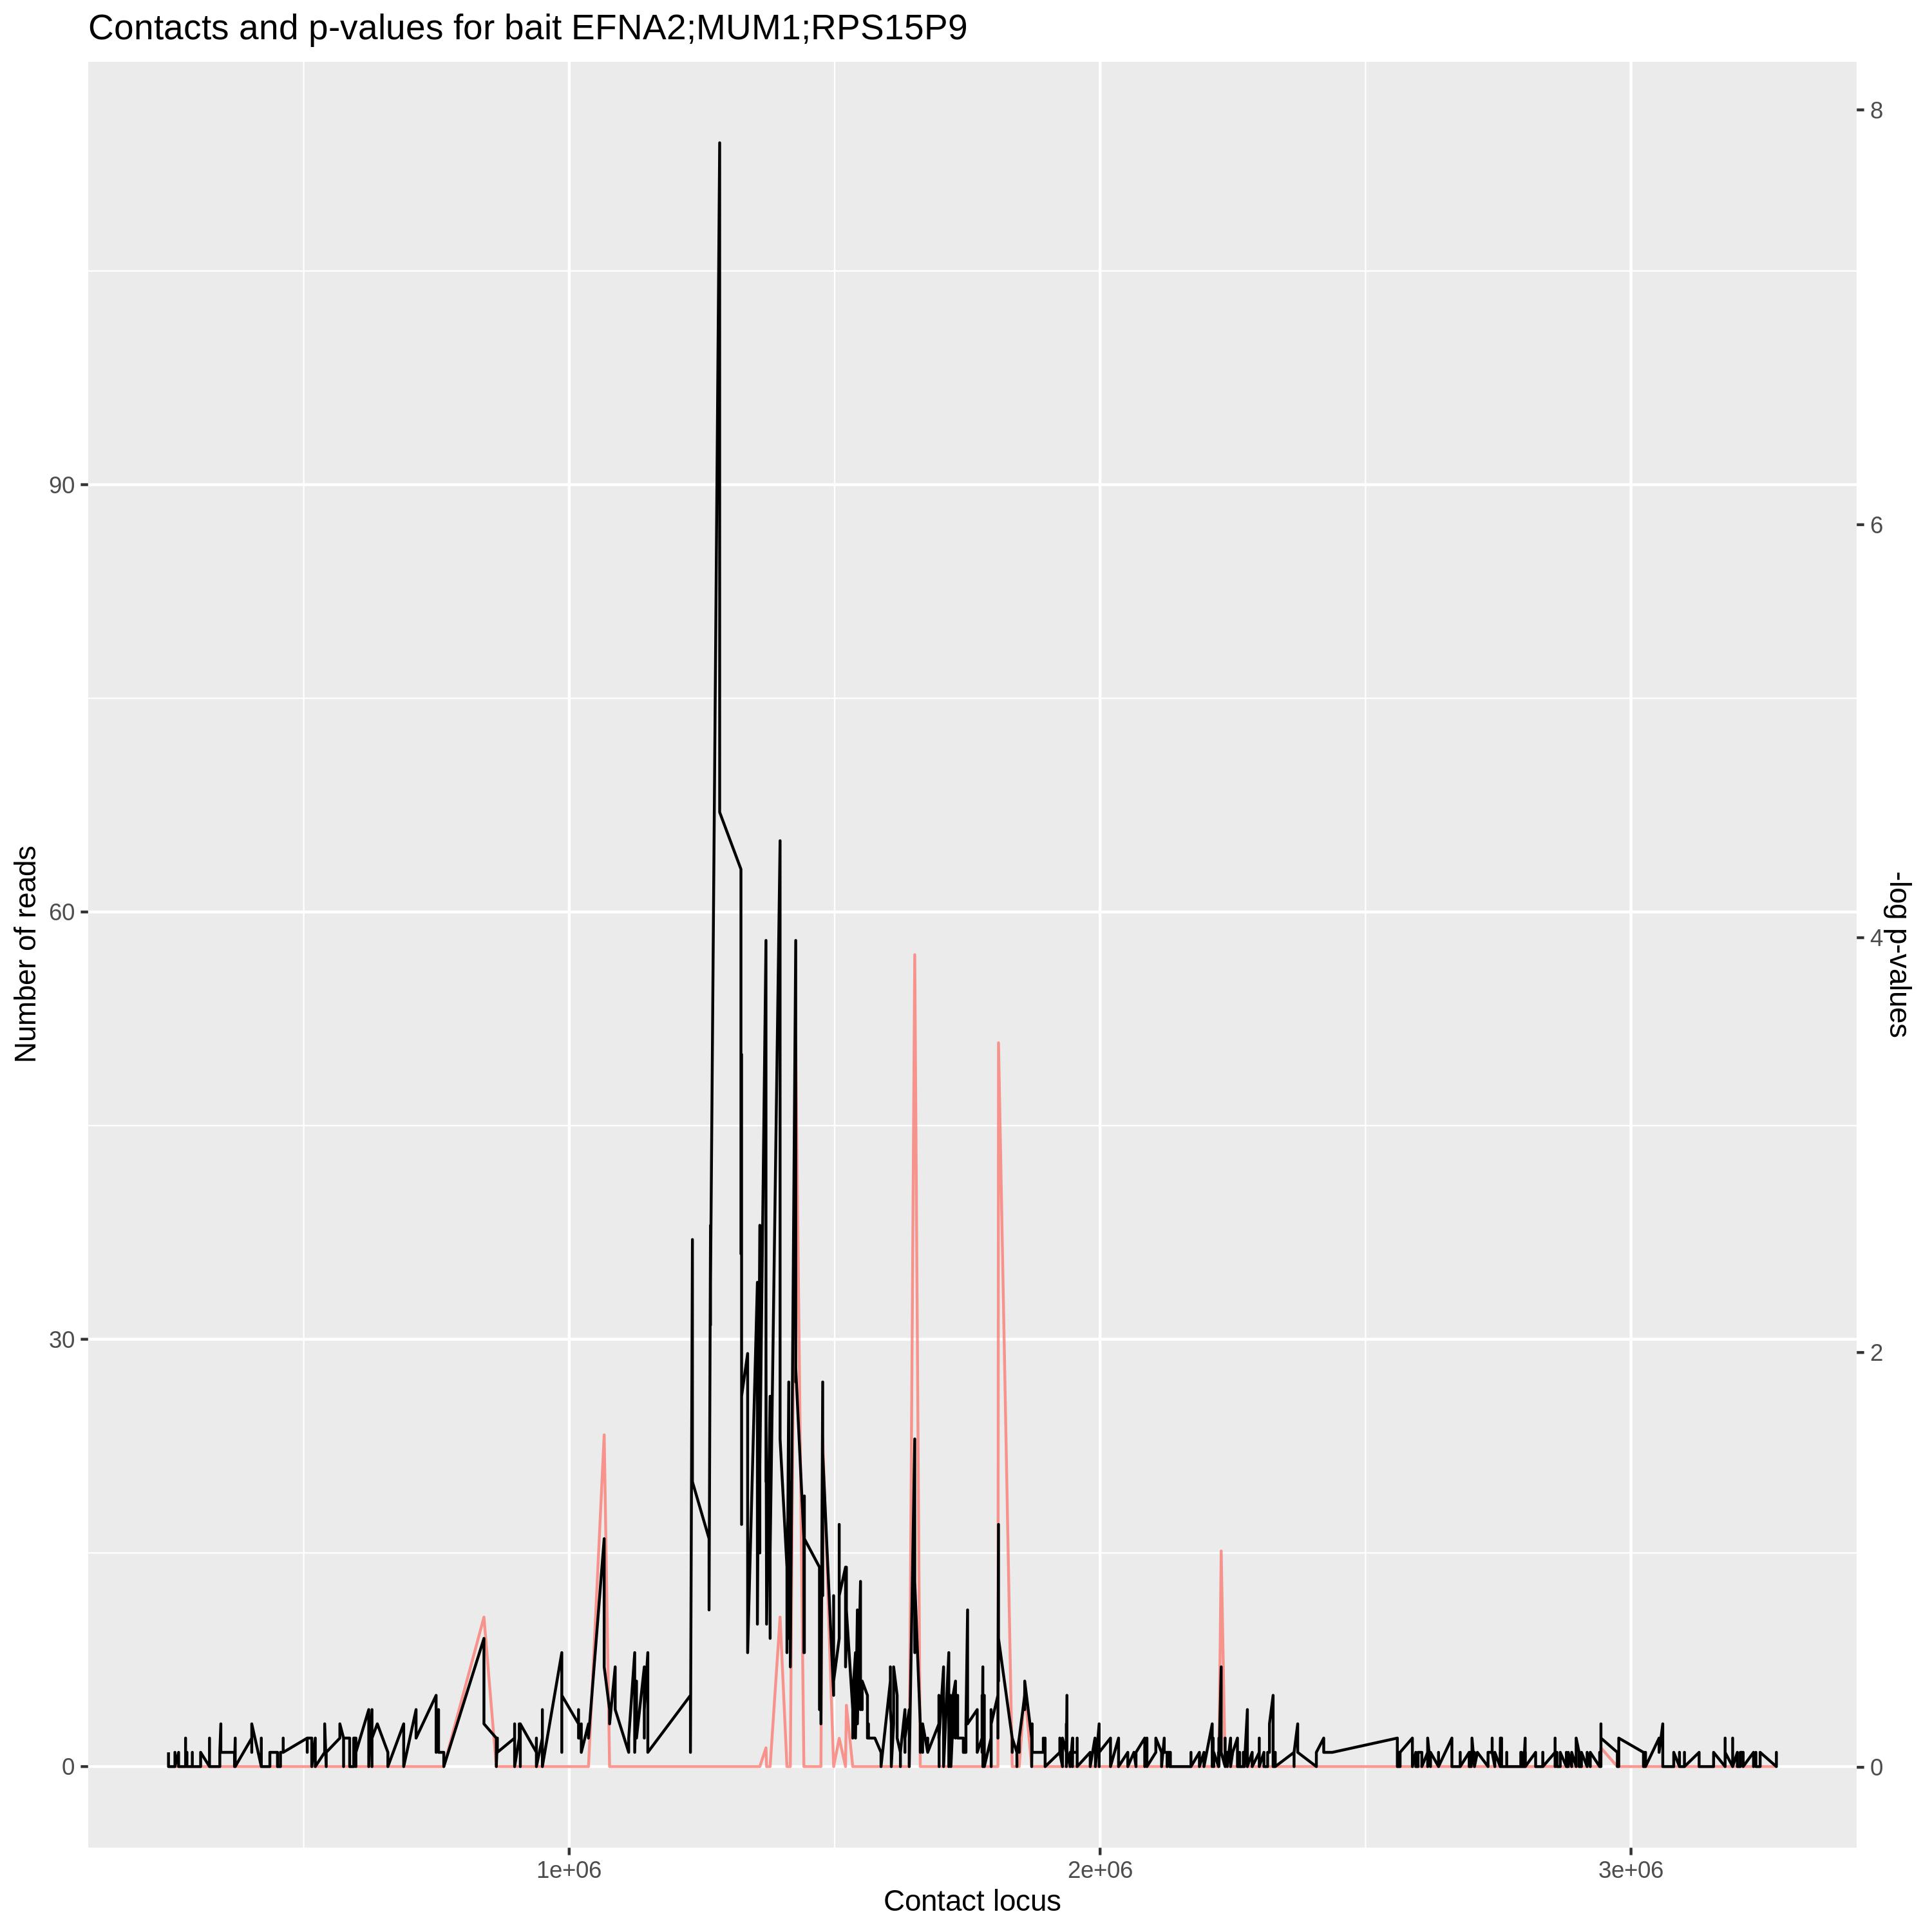 Contacts and p-values for bait EFNA2;MUM1;RPS15P9
8
90
6
Number of reads
60
4
-log p-values
30
2
0
0
1e+06
2e+06
3e+06
Contact locus